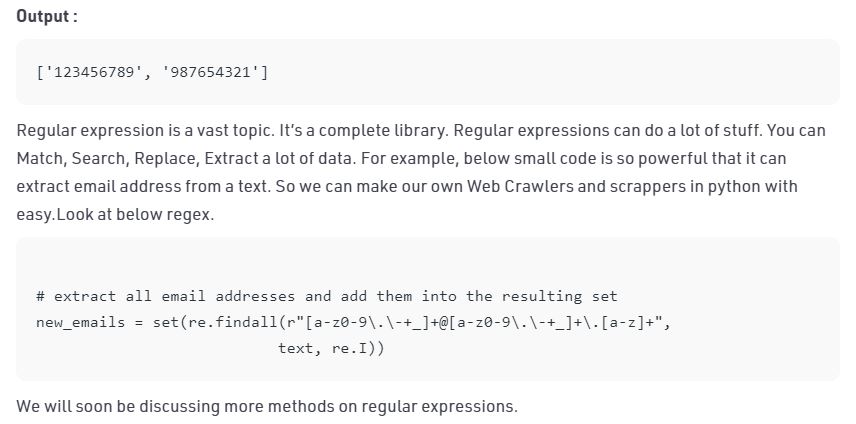 Output :
['123456789', '987654321']
Regular expression is a vast topic. It’s a complete library. Regular expressions can do a lot of stuff. You can
Match, Search, Replace, Extract a lot of data. For example, below small code is so powerful that it can
extract email address from a text. So we can make our own Web Crawlers and scrappers in python with
easy.Look at below regex.
# extract all email addresses and add them into the resulting set
new_emails = set(re.findall(r"[a-z0-9\.\-+_]+@[a-z0-9\.\-+_]+\.[a-z]+",
text, re.I))
We will soon be discussing more methods on regular expressions.